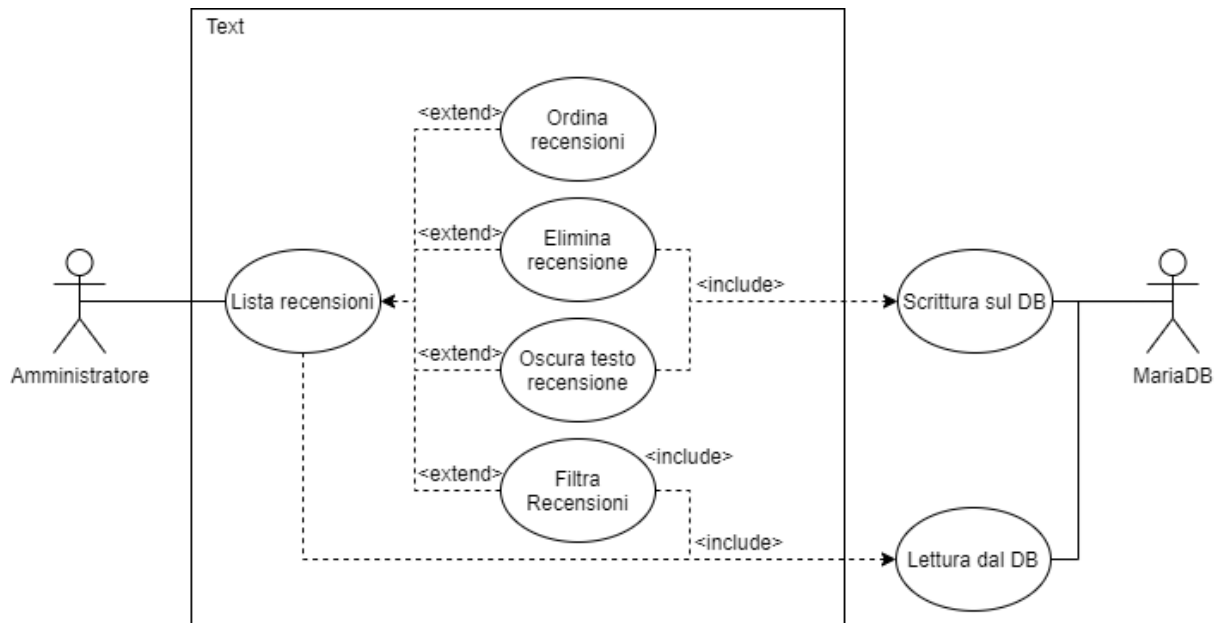 Text
<extend>
Ordina
recensioni
<extend>
Elimina
recensione
<include>
Lista recensioni
Scrittura sul DB
<extend>
Oscura testo
recensione
Amministratore
MariaDB
<include>
<extend>
Filtra
Recensioni
<include>
Lettura dal DB